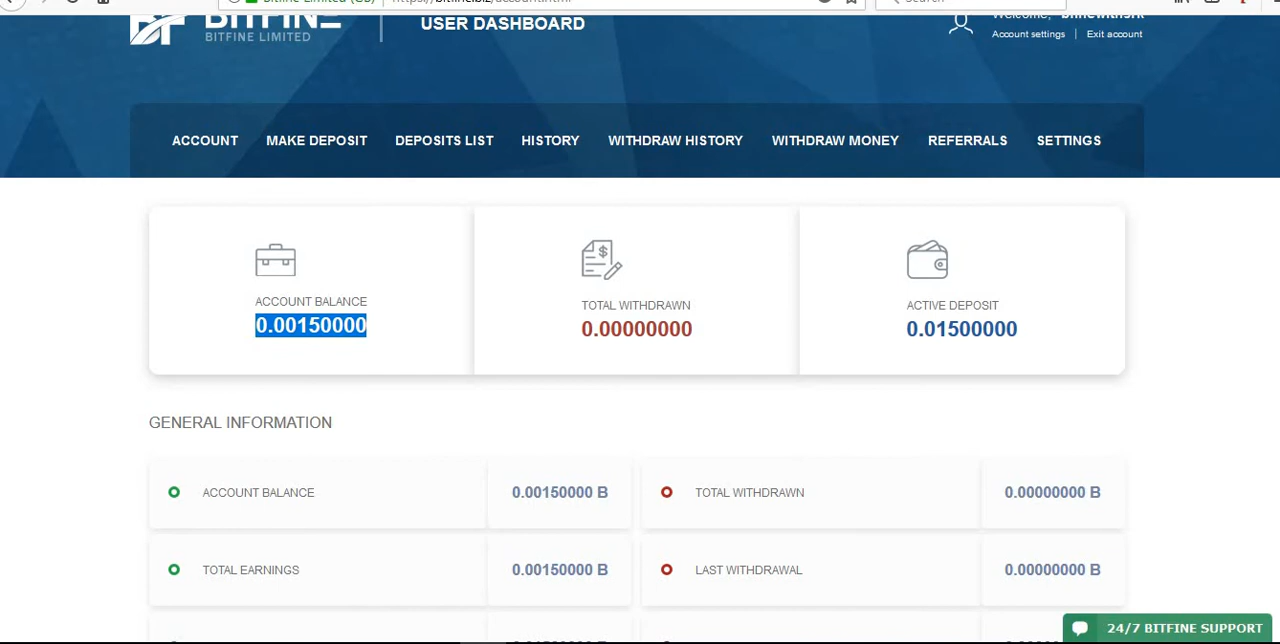 BITFINE
BITFINE LIMITED
USER DASHBOARD
Account settings | Exit account
ACCOUNT MAKE DEPOSIT DEPOSITS LIST HISTORY WITHDRAW HISTORY WITHDRAW MONEY REFERRALS SETTINGS
ACCOUNT BALANCE
0.00150000
TOTAL WITHDRAWN
0.00000000
ACTIVE DEPOSIT
0.01500000
GENERAL INFORMATION
ACCOUNT BALANCE 0.00150000 B
TOTAL WITHDRAWN 0.00000000 B
TOTAL EARNINGS 0.00150000 B
LAST WITHDRAWAL 0.00000000 B
24/7 BITFINE SUPPORT